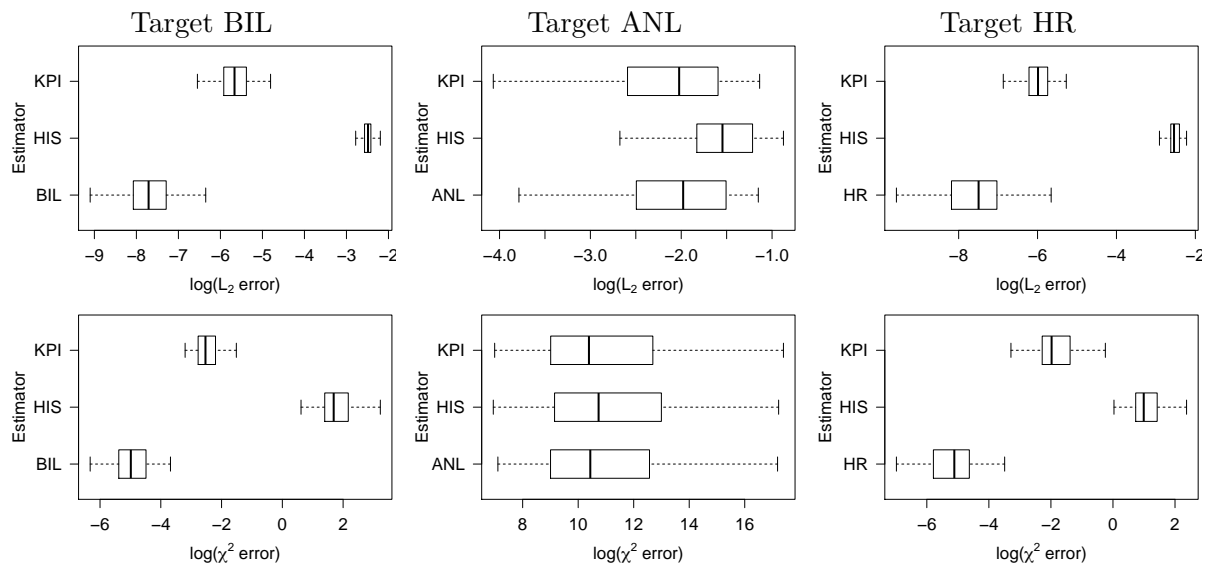 Target BIL
Target ANL
Target HR
Estimator
KPI
HIS
BIL
−9 −8 −7 −6 −5 −4 −3 −2
log(L₂ error)
Estimator
KPI
HIS
ANL
−4.0 −3.0 −2.0 −1.0
log(L₂ error)
Estimator
KPI
HIS
HR
−8 −6 −4 −2
log(L₂ error)
Estimator
KPI
HIS
BIL
−6 −4 −2 0 2
log(χ² error)
Estimator
KPI
HIS
ANL
8 10 12 14 16
log(χ² error)
Estimator
KPI
HIS
HR
−6 −4 −2 0 2
log(χ² error)